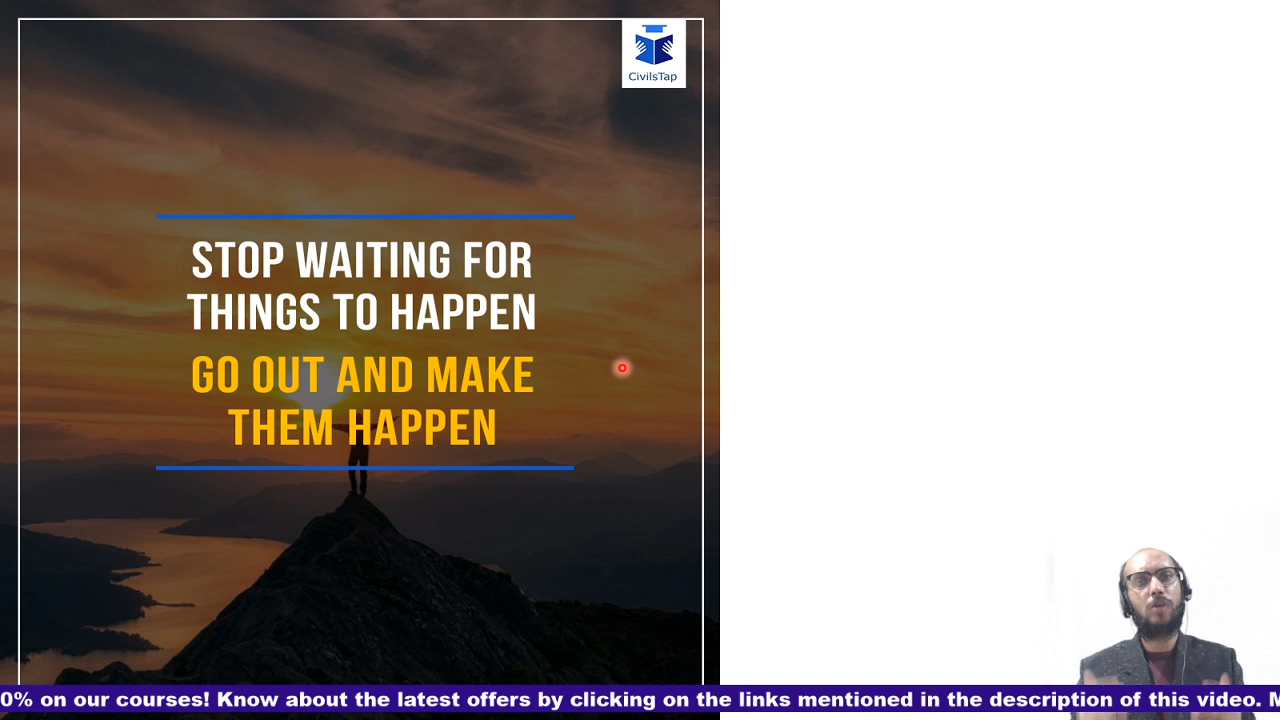 CivilsTap
STOP WAITING FOR
THINGS TO HAPPEN
GO OUT AND MAKE
THEM HAPPEN
0% on our courses! Know about the latest offers by clicking on the links mentioned in the description of this video. M